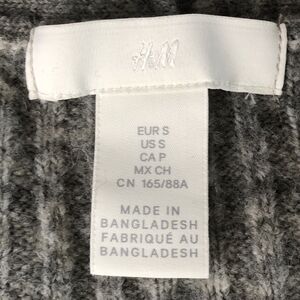 H&M
EUR S
US S
CA P
MX CH
CN 165/88A
MADE IN
BANGLADESH
FABRIQUÉ AU
BANGLADESH